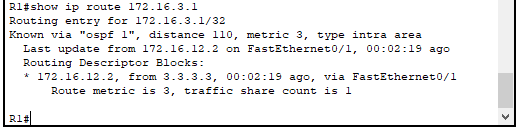 R1#show ip route 172.16.3.1
Routing entry for 172.16.3.1/32
Known via "ospf 1", distance 110, metric 3, type intra area
Last update from 172.16.12.2 on FastEthernet0/1, 00:02:19 ago
Routing Descriptor Blocks:
* 172.16.12.2, from 3.3.3.3, 00:02:19 ago, via FastEthernet0/1
Route metric is 3, traffic share count is 1
R1#